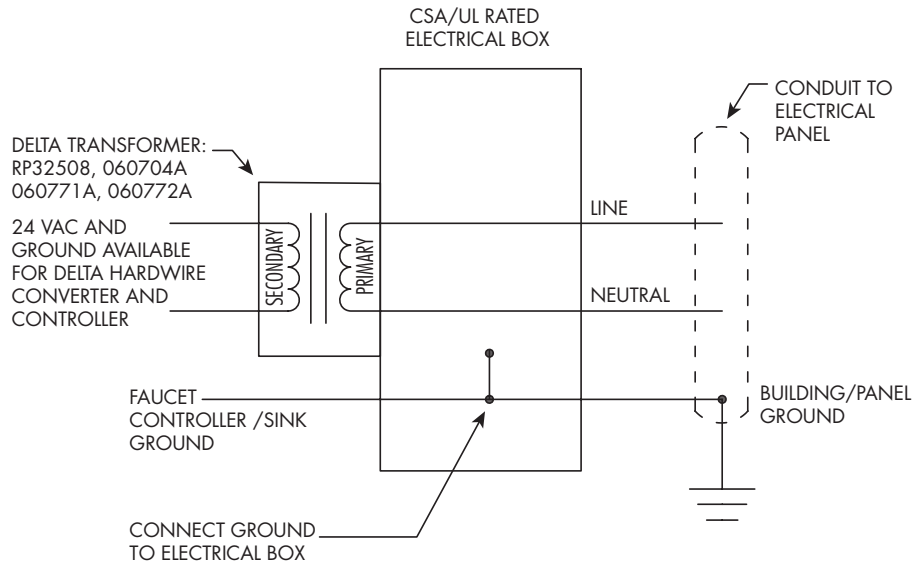 CSA/UL RATED
ELECTRICAL BOX
CONDUIT TO
ELECTRICAL
PANEL
DELTA TRANSFORMER:
RP32508, 060704A
060771A, 060772A
24 VAC AND
GROUND AVAILABLE
FOR DELTA HARDWIRE
CONVERTER AND
CONTROLLER
SECONDARY
PRIMARY
LINE
NEUTRAL
FAUCET
CONTROLLER /SINK
GROUND
BUILDING/PANEL
GROUND
CONNECT GROUND
TO ELECTRICAL BOX